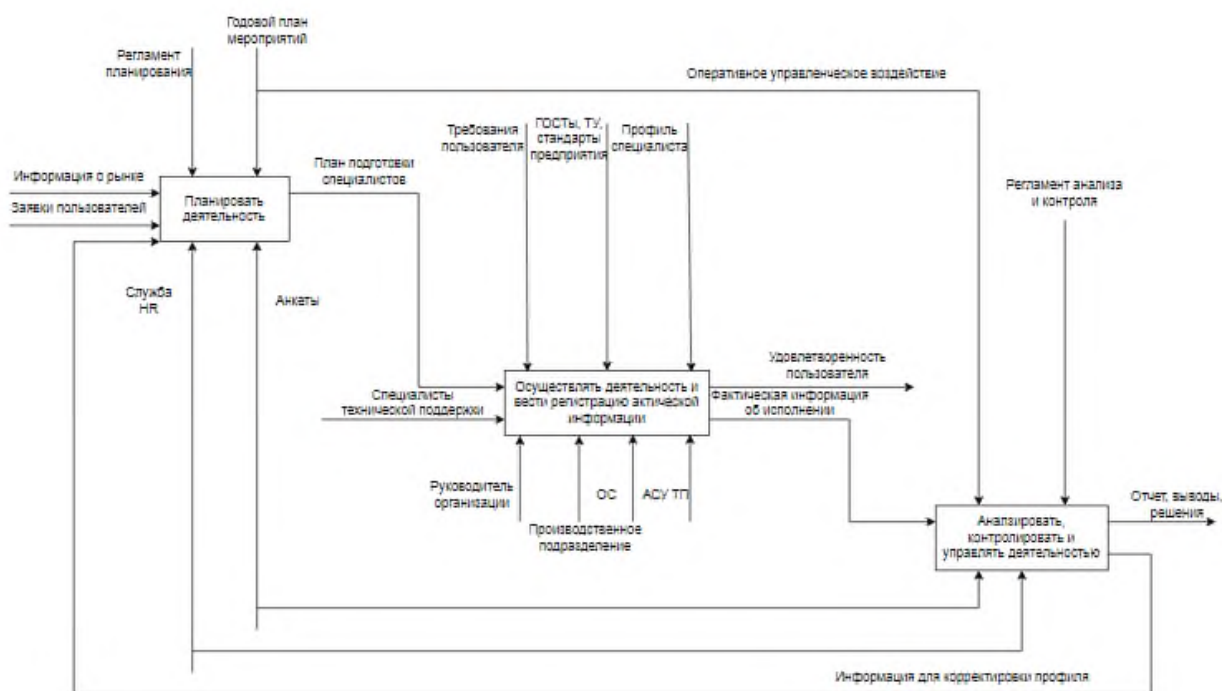 Годовой план
мероприятий
Регламент
планирования
Оперативное управленческое воздействие
Требования
пользователя
ГОСТы, ТУ,
стандарты
предприятия
Профиль
специалиста
Информация о рынке
Заявки пользователей
Планировать
деятельность
План подготовки
специалистов
Регламент анализа
и контроля
Служба
HR
Анкеты
Специалисты
технической поддержки
Осуществлять деятельность и
вести регистрацию актической
информации
Удовлетворенность
пользователя
Фактическая информация
об исполнении
Руководитель
организации
Производственное
подразделение
ОС
АСУ ТП
Аналзировать,
контролировать и
управлять деятельностью
Отчет, выводы,
решения
Информация для корректировки профиля